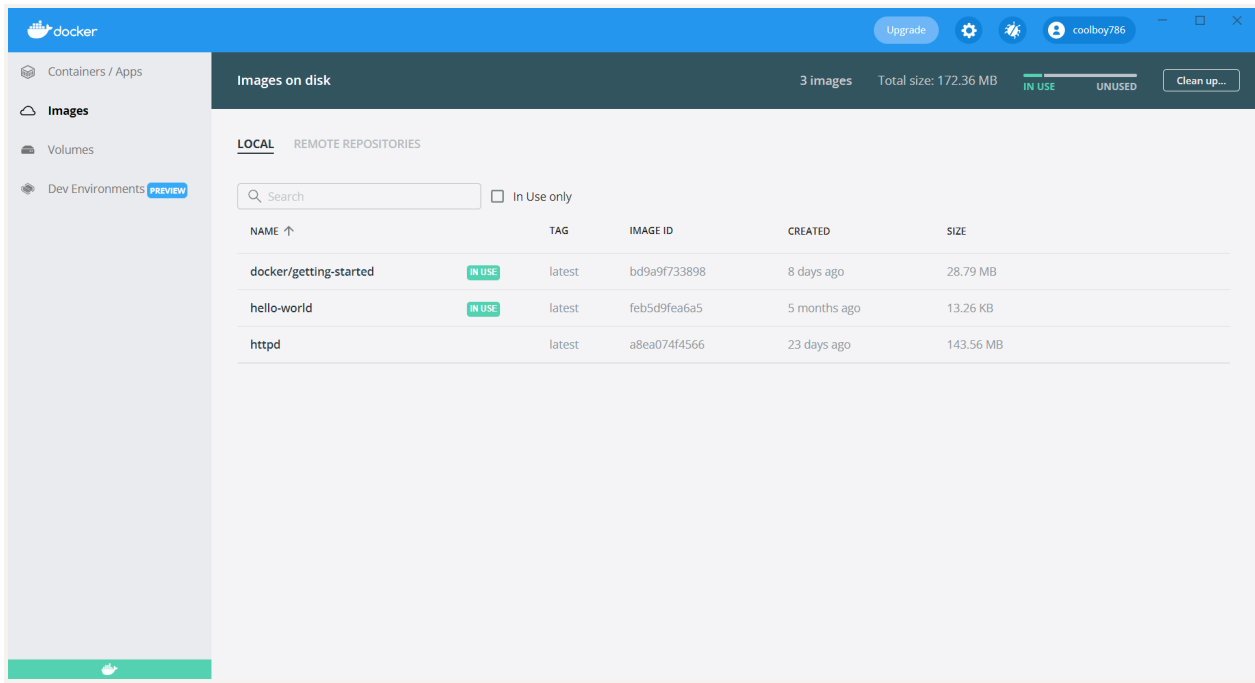 docker
Upgrade
coolboy786
Containers / Apps
Images
Volumes
Dev Environments PREVIEW
Images on disk
3 images Total size: 172.36 MB IN USE UNUSED Clean up...
LOCAL REMOTE REPOSITORIES
Search In Use only
NAME TAG IMAGE ID CREATED SIZE
docker/getting-started IN USE latest bd9a9f733898 8 days ago 28.79 MB
hello-world IN USE latest feb5d9fea6a5 5 months ago 13.26 KB
httpd latest a8ea074f4566 23 days ago 143.56 MB